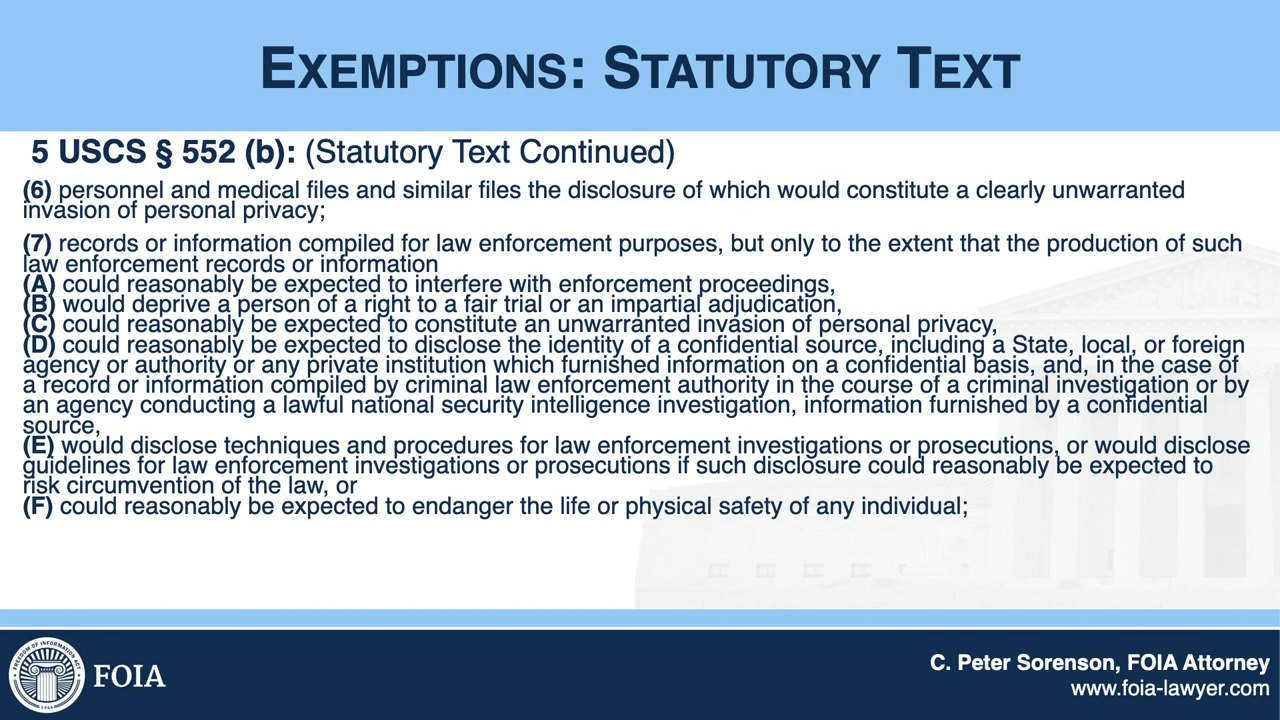 EXEMPTIONS: STATUTORY TEXT
5 USCS § 552 (b): (Statutory Text Continued)
(6) personnel and medical files and similar files the disclosure of which would constitute a clearly unwarranted
invasion of personal privacy;
(7) records or information compiled for law enforcement purposes, but only to the extent that the production of such
law enforcement records or information
(A) could reasonably be expected to interfere with enforcement proceedings,
(B) would deprive a person of a right to a fair trial or an impartial adjudication,
(C) could reasonably be expected to constitute an unwarranted invasion of personal privacy,
(D) could reasonably be expected to disclose the identity of a confidential source, including a State, local, or foreign
agency or authority or any private institution which furnished information on a confidential basis, and, in the case of
a record or information compiled by criminal law enforcement authority in the course of a criminal investigation or by
an agency conducting a lawful national security intelligence investigation, information furnished by a confidential
source,
(E) would disclose techniques and procedures for law enforcement investigations or prosecutions, or would disclose
guidelines for law enforcement investigations or prosecutions if such disclosure could reasonably be expected to
risk circumvention of the law, or
(F) could reasonably be expected to endanger the life or physical safety of any individual;
FREEDOM OF INFORMATION ACT
FOIA
C. Peter Sorenson, FOIA Attorney
www.foia-lawyer.com